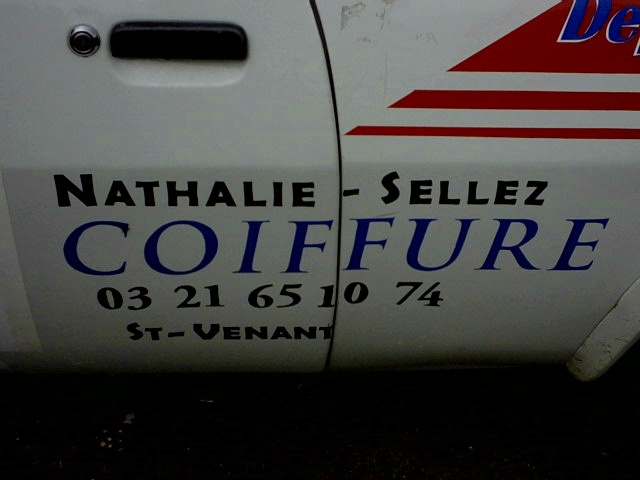 NATHALIE - SELLEZ
COIFFURE
03 21 65 10 74
ST-VENANT